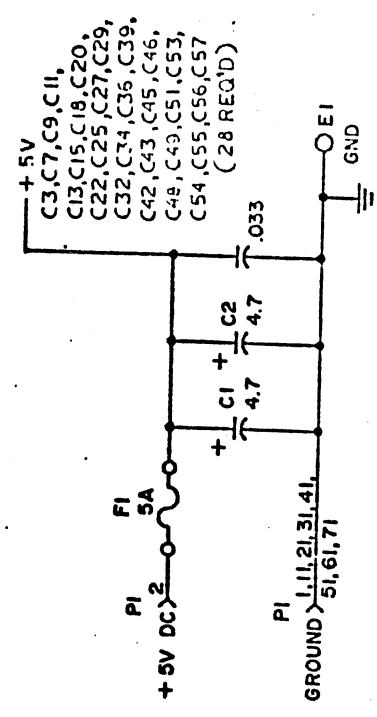 +5V
C3,C7,C9,C11,
C13,C15,C18,C20,
C22,C25,C27,C29,
C32,C34,C36,C39,
C42,C43,C45,C46,
C48,C49,C51,C53,
C54,C55,C56,C57
(28 REQ'D)
P1
+5V DC
2
F1
5A
+
C1
4.7
+
C2
4.7
.033
P1
GROUND
1,11,21,31,41,
51,61,71
E1
GND